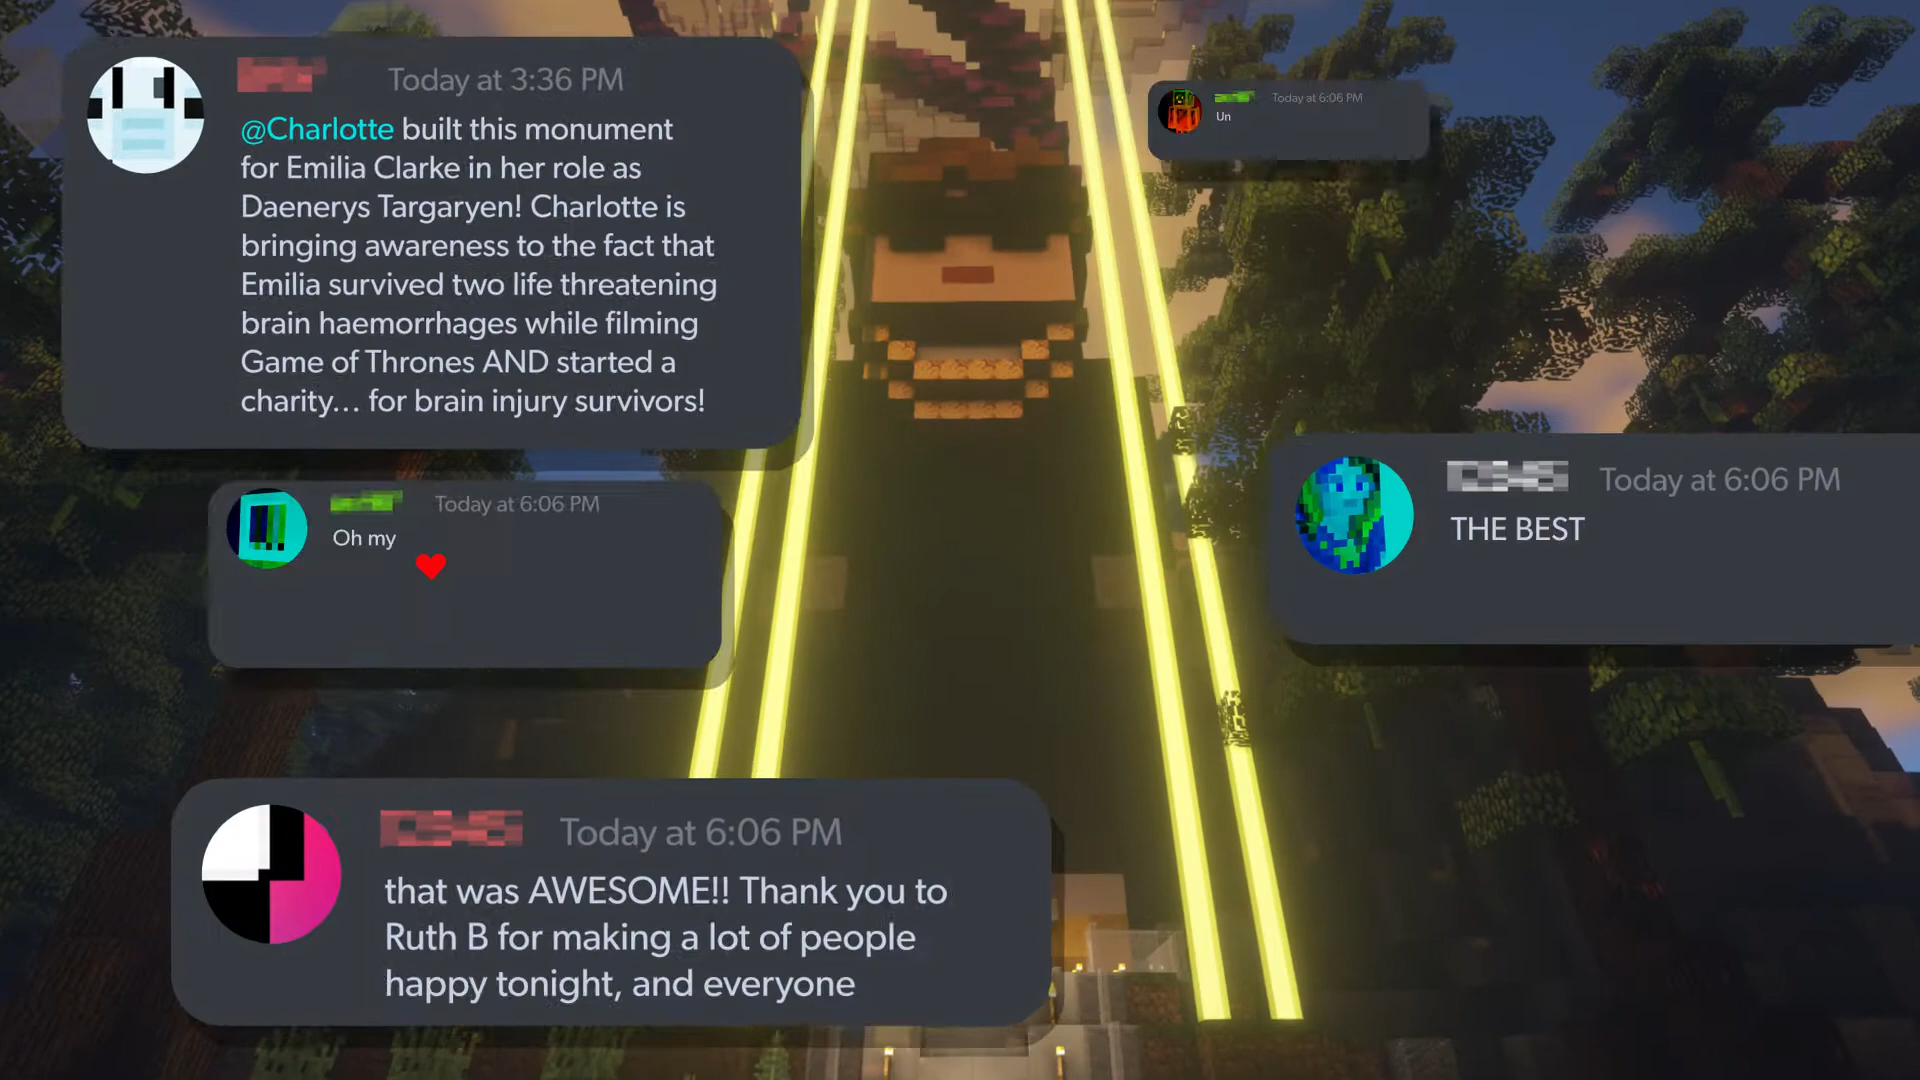 Today at 3:36 PM
@Charlotte built this monument
for Emilia Clarke in her role as
Daenerys Targaryen! Charlotte is
bringing awareness to the fact that
Emilia survived two life threatening
brain haemorrhages while filming
Game of Thrones AND started a
charity... for brain injury survivors!
Today at 6:06 PM
Un
Today at 6:06 PM
Oh my
Today at 6:06 PM
THE BEST
Today at 6:06 PM
that was AWESOME!! Thank you to
Ruth B for making a lot of people
happy tonight, and everyone